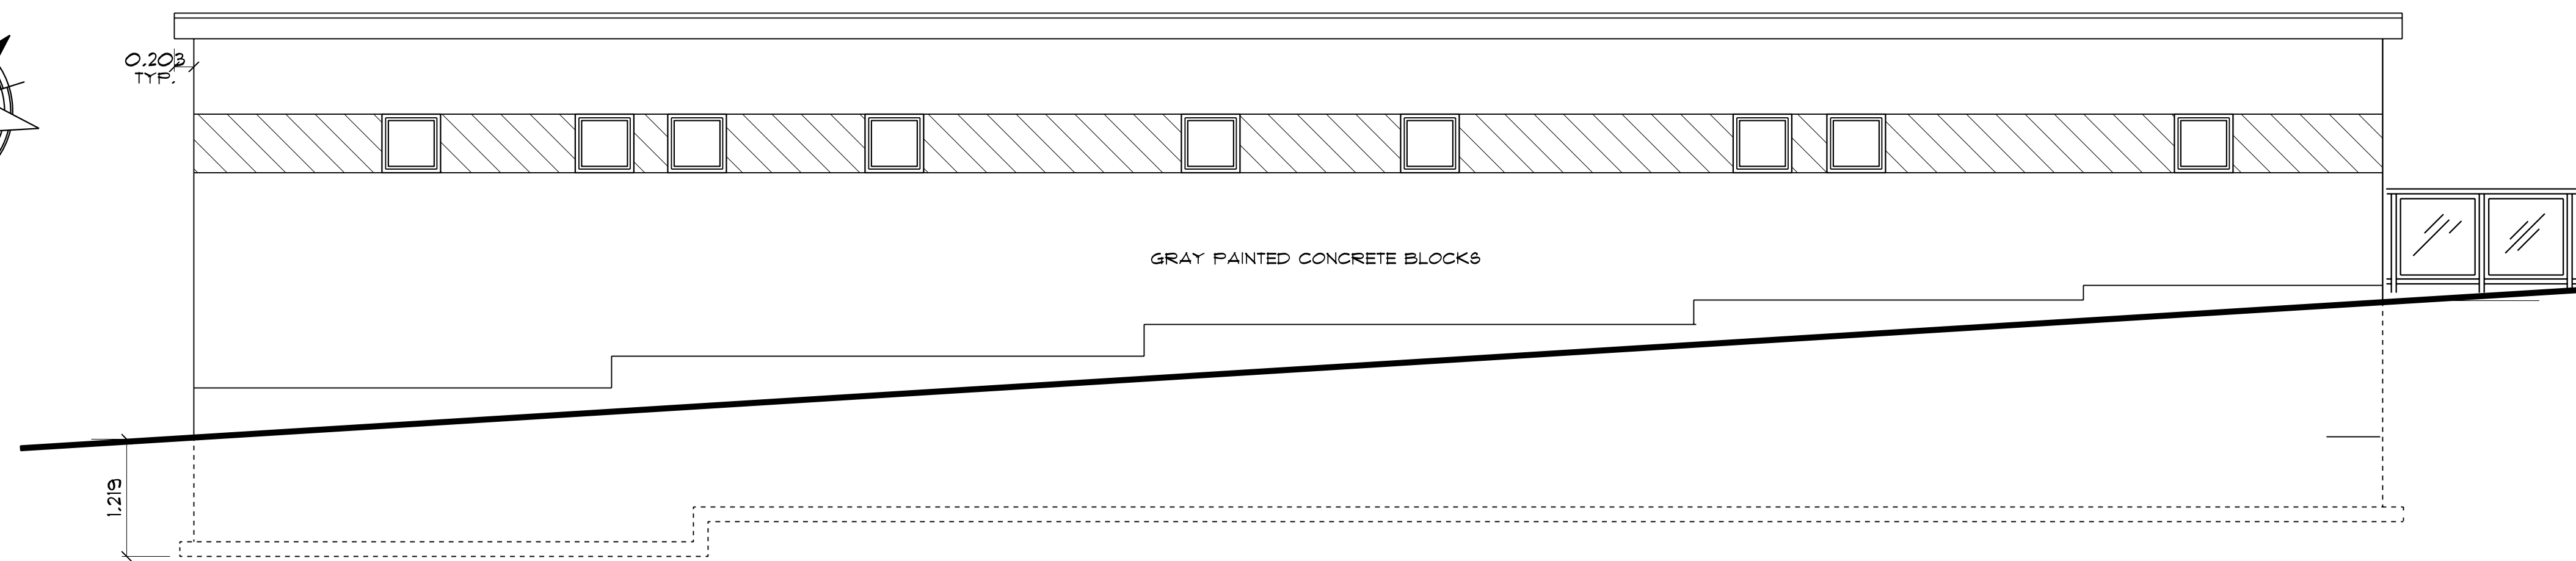 0.203
TYP.
GRAY PAINTED CONCRETE BLOCKS
1.219